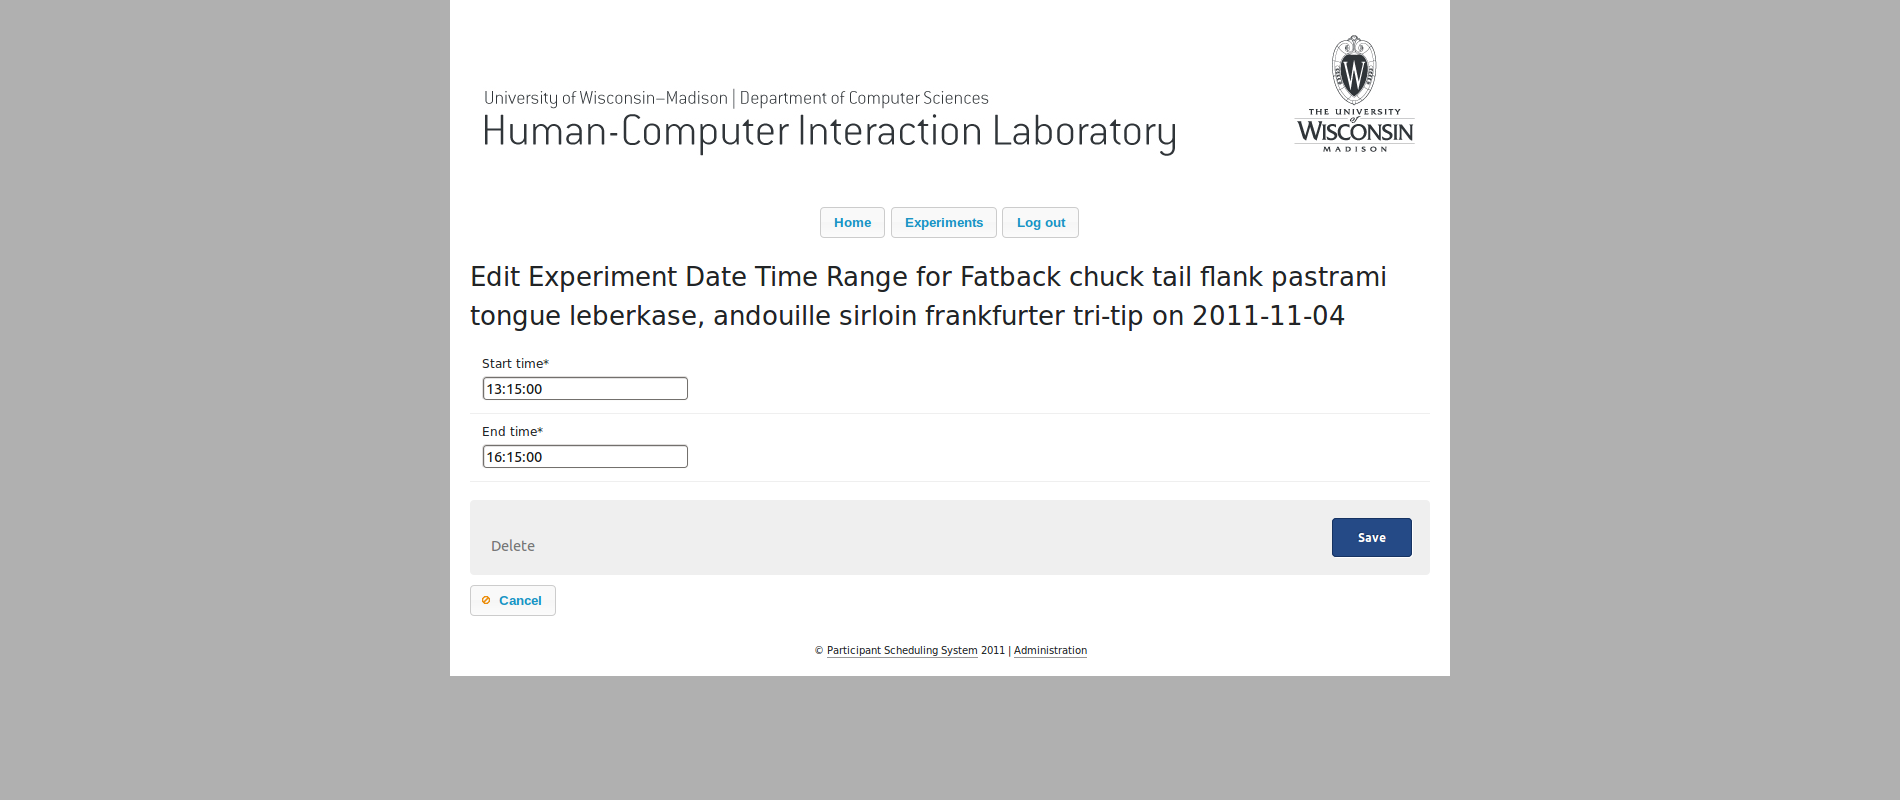 University of Wisconsin–Madison | Department of Computer Sciences
Human-Computer Interaction Laboratory
W
THE UNIVERSITY
of
WISCONSIN
MADISON
Home Experiments Log out
Edit Experiment Date Time Range for Fatback chuck tail flank pastrami
tongue leberkase, andouille sirloin frankfurter tri-tip on 2011-11-04
Start time*
13:15:00
End time*
16:15:00
Delete
Save
Cancel
© Participant Scheduling System 2011 | Administration